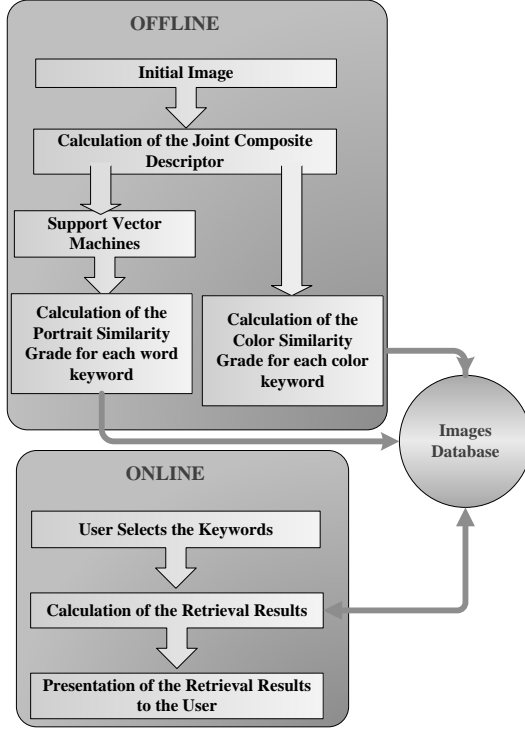 OFFLINE
Initial Image
Calculation of the Joint Composite
Descriptor
Support Vector
Machines
Calculation of the
Portrait Similarity
Grade for each word
keyword
Calculation of the
Color Similarity
Grade for each color
keyword
Images
Database
ONLINE
User Selects the Keywords
Calculation of the Retrieval Results
Presentation of the Retrieval Results
to the User